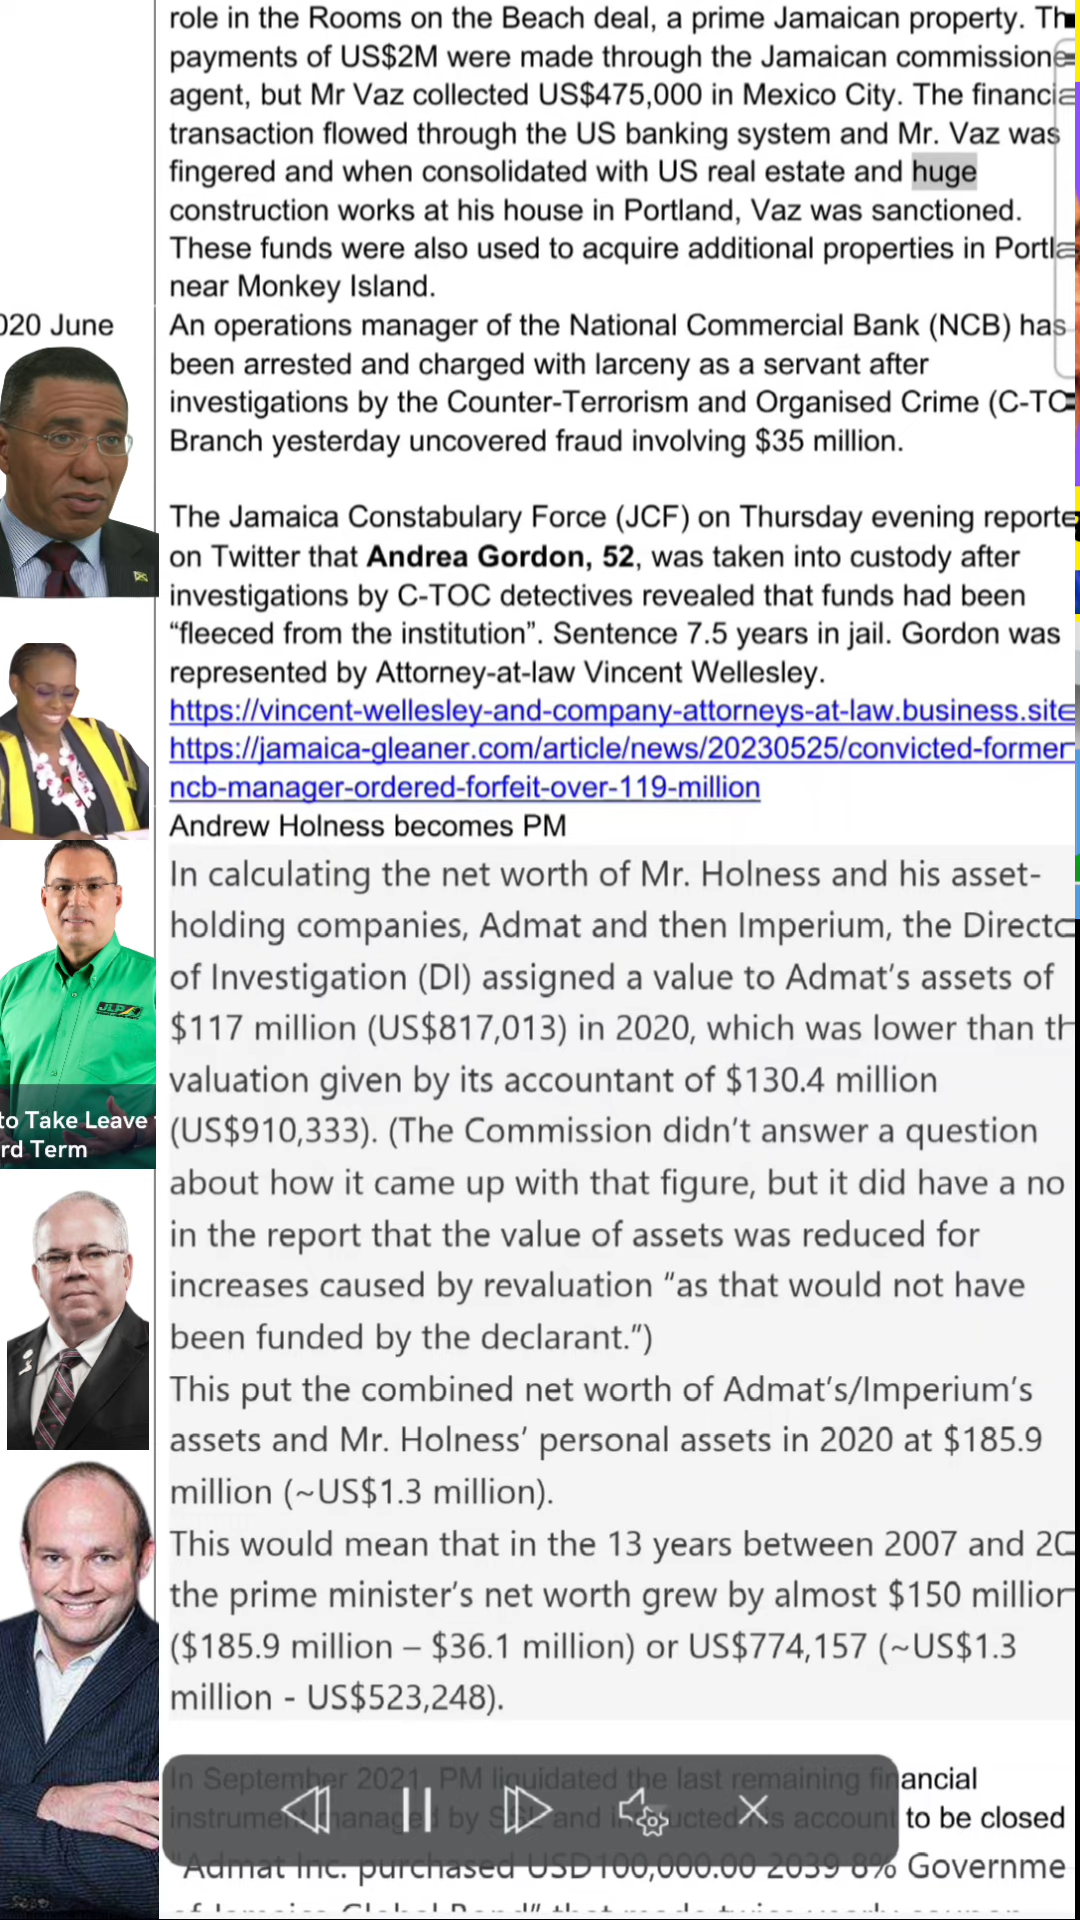 role in the Rooms on the Beach deal, a prime Jamaican property.
payments of US$2M were made through the Jamaican
agent, but Mr Vaz collected US$475,000 in Mexico City. The
transaction flowed through the US banking system and Mr. Vaz was
fingered and when consolidated with US real estate and huge
construction works at his house in Portland, Vaz was sanctioned.
These funds were also used to acquire additional properties in
near Monkey Island.
020 June
An operations manager of the National Commercial Bank (NCB) has
been arrested and charged with larceny as a servant after
investigations by the Counter-Terrorism and Organised Crime
Branch yesterday uncovered fraud involving $35 million.
The Jamaica Constabulary Force (JCF) on Thursday evening
on Twitter that Andrea Gordon, 52, was taken into custody after
investigations by C-TOC detectives revealed that funds had been
“fleeced from the institution”. Sentence 7.5 years in jail. Gordon was
represented by Attorney-at-law Vincent Wellesley.
https://vincent-wellesley-and-company-attorneys-at-law.business.site
https://jamaica-gleaner.com/article/news/20230525/convicted-former-
ncb-manager-ordered-forfeit-over-119-million
Andrew Holness becomes PM
In calculating the net worth of Mr. Holness and his asset-
holding companies, Admat and then Imperium, the
of Investigation (DI) assigned a value to Admat’s assets of
JLP
$117 million (US$817,013) in 2020, which was lower than
valuation given by its accountant of $130.4 million
to Take Leave
rd Term
(US$910,333). (The Commission didn’t answer a question
about how it came up with that figure, but it did have a no
in the report that the value of assets was reduced for
increases caused by revaluation “as that would not have
been funded by the declarant.”)
This put the combined net worth of Admat’s/Imperium’s
assets and Mr. Holness’ personal assets in 2020 at $185.9
million (~US$1.3 million).
This would mean that in the 13 years between 2007 and
the prime minister’s net worth grew by almost $150 million
($185.9 million – $36.1 million) or US$774,157 (~US$1.3
million - US$523,248).
In September 2021, PM liquidated the last remaining financial
instrument managed by SSL and account to be closed
"Admat Inc. purchased USD100,000.00 2039 8% Governme